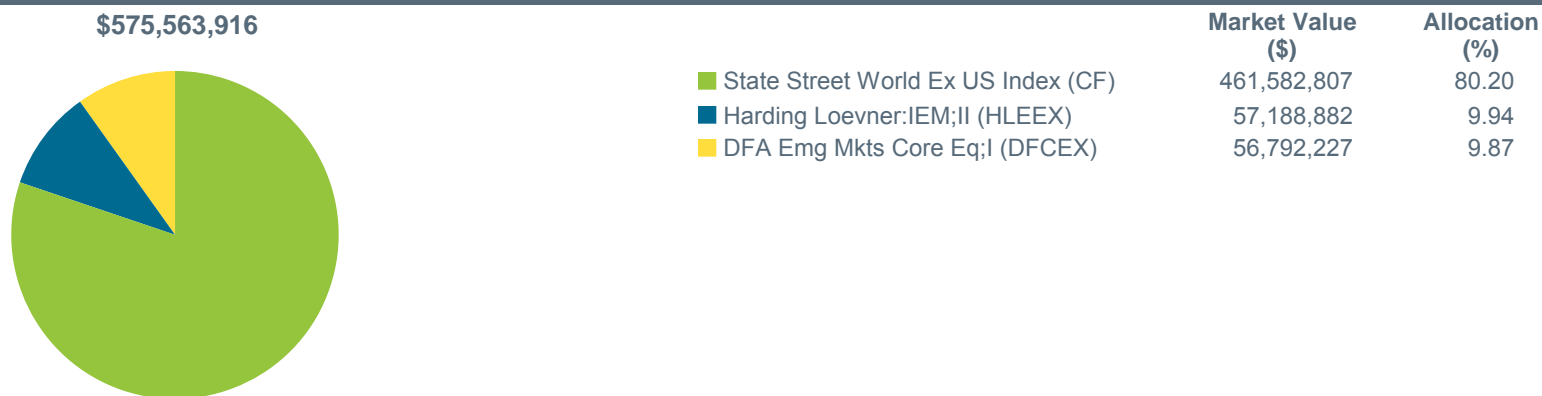 $575,563,916
Market Value ($) Allocation (%)
State Street World Ex US Index (CF) 461,582,807 80.20
Harding Loevner:IEM;II (HLEEX) 57,188,882 9.94
DFA Emg Mkts Core Eq;I (DFCEX) 56,792,227 9.87